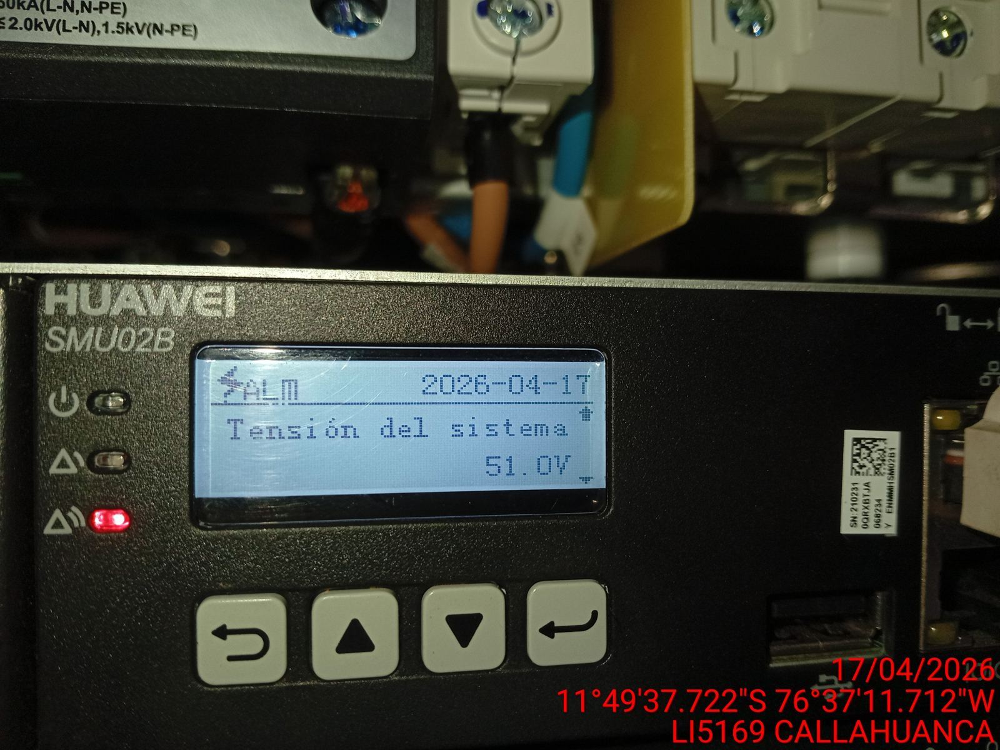 50kA(L-N,N-PE)
≤2.0kV(L-N),1.5kV(N-PE)
HUAWEI
SMU02B
ALM 2026-04-17
Tensión del sistema
51.0V
SN:210231
0QRXBTJA
068234
Y ENMMHSMU02B1
17/04/2026
11°49'37.722"S 76°37'11.712"W
LI5169 CALLAHUANCA